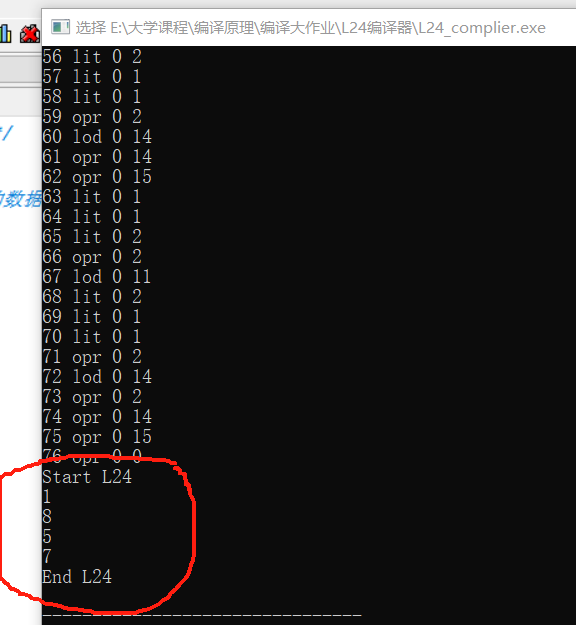 选择 E:\大学课程\编译原理\编译大作业\L24编译器\L24_complier.exe
56 lit 0 2
57 lit 0 1
58 lit 0 1
59 opr 0 2
60 lod 0 14
*/
61 opr 0 14
62 opr 0 15
的数据
63 lit 0 1
64 lit 0 1
65 lit 0 2
66 opr 0 2
67 lod 0 11
68 lit 0 2
69 lit 0 1
70 lit 0 1
71 opr 0 2
72 lod 0 14
73 opr 0 2
74 opr 0 14
75 opr 0 15
76 opr 0 0
Start L24
1
8
5
7
End L24
--------------------------------